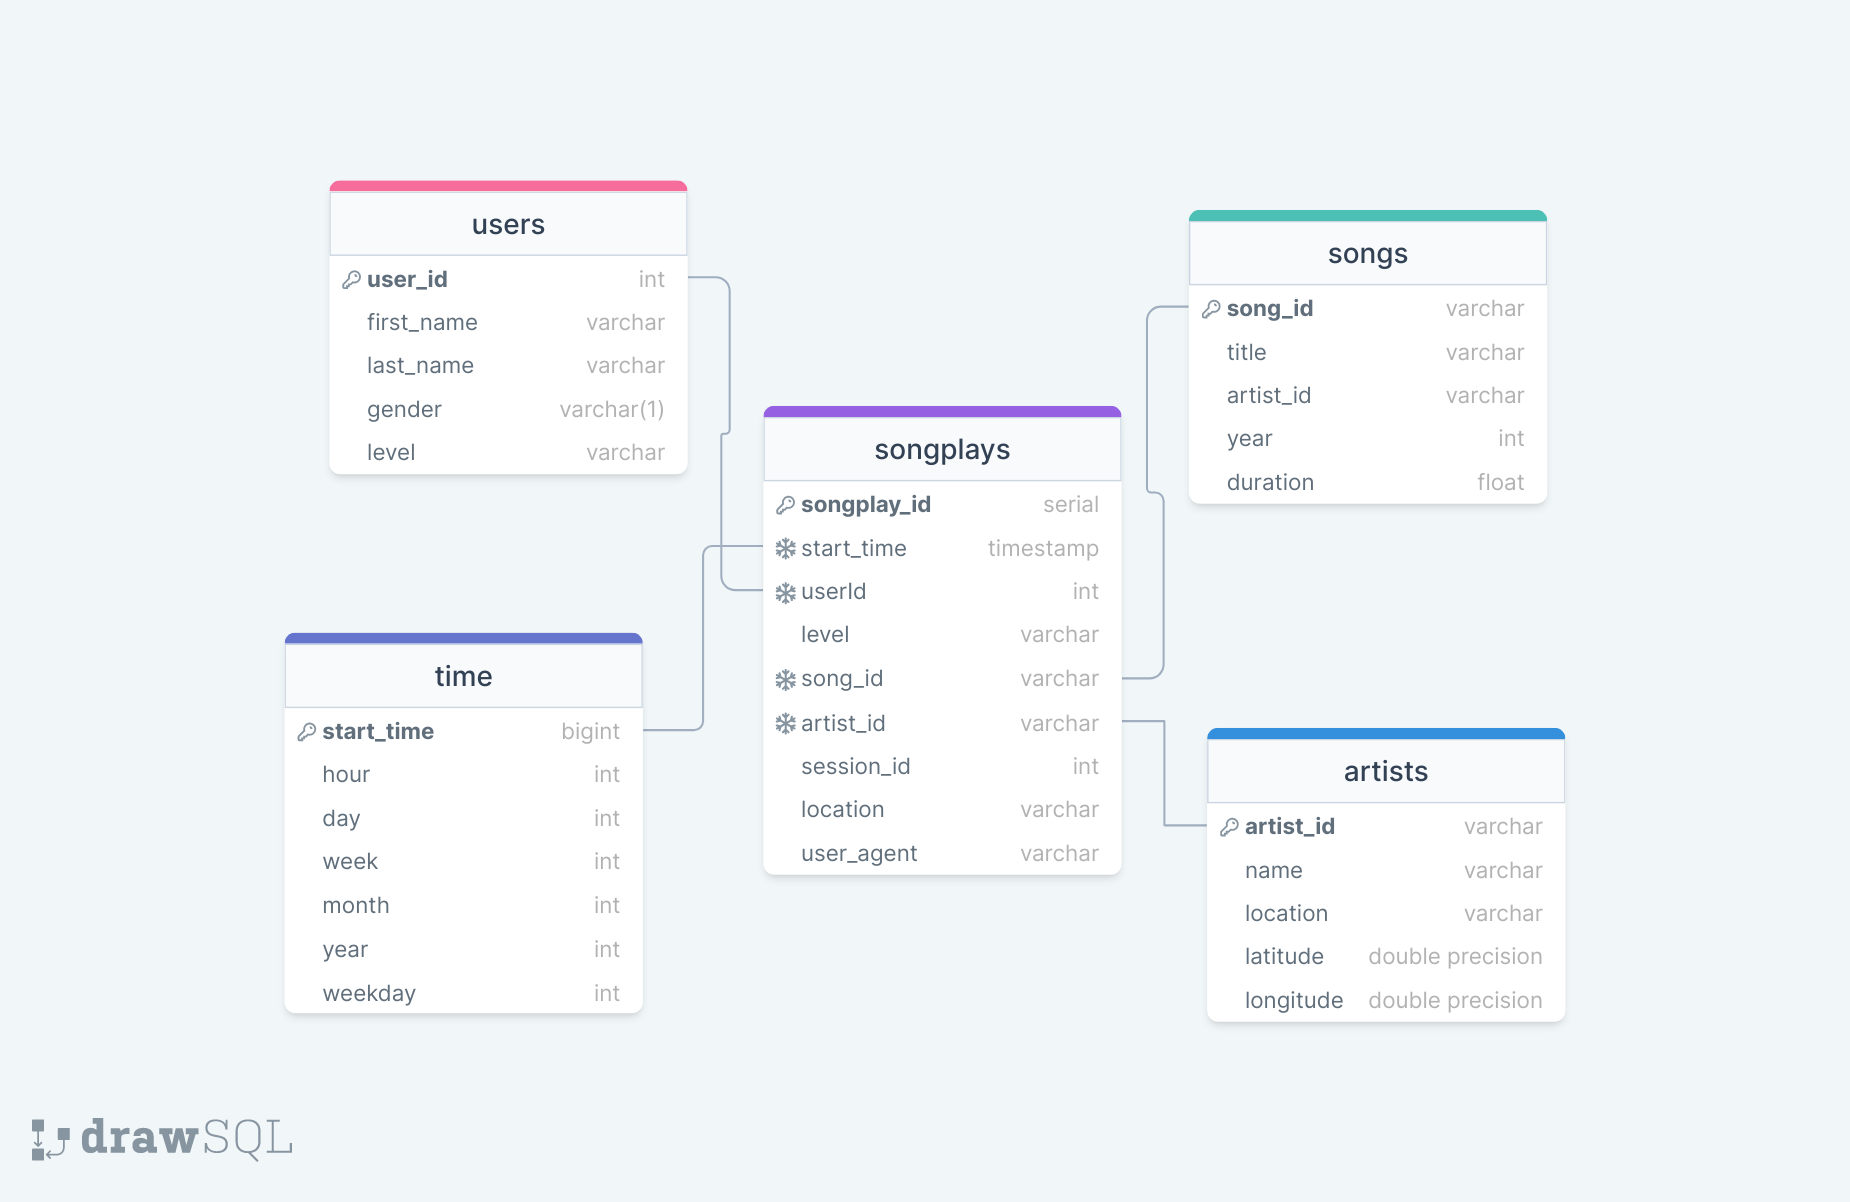 users
user_id int
first_name varchar
last_name varchar
gender varchar(1)
level varchar
songs
song_id varchar
title varchar
artist_id varchar
year int
duration float
songplays
songplay_id serial
start_time timestamp
userId int
level varchar
song_id varchar
artist_id varchar
session_id int
location varchar
user_agent varchar
time
start_time bigint
hour int
day int
week int
month int
year int
weekday int
artists
artist_id varchar
name varchar
location varchar
latitude double precision
longitude double precision
drawSQL